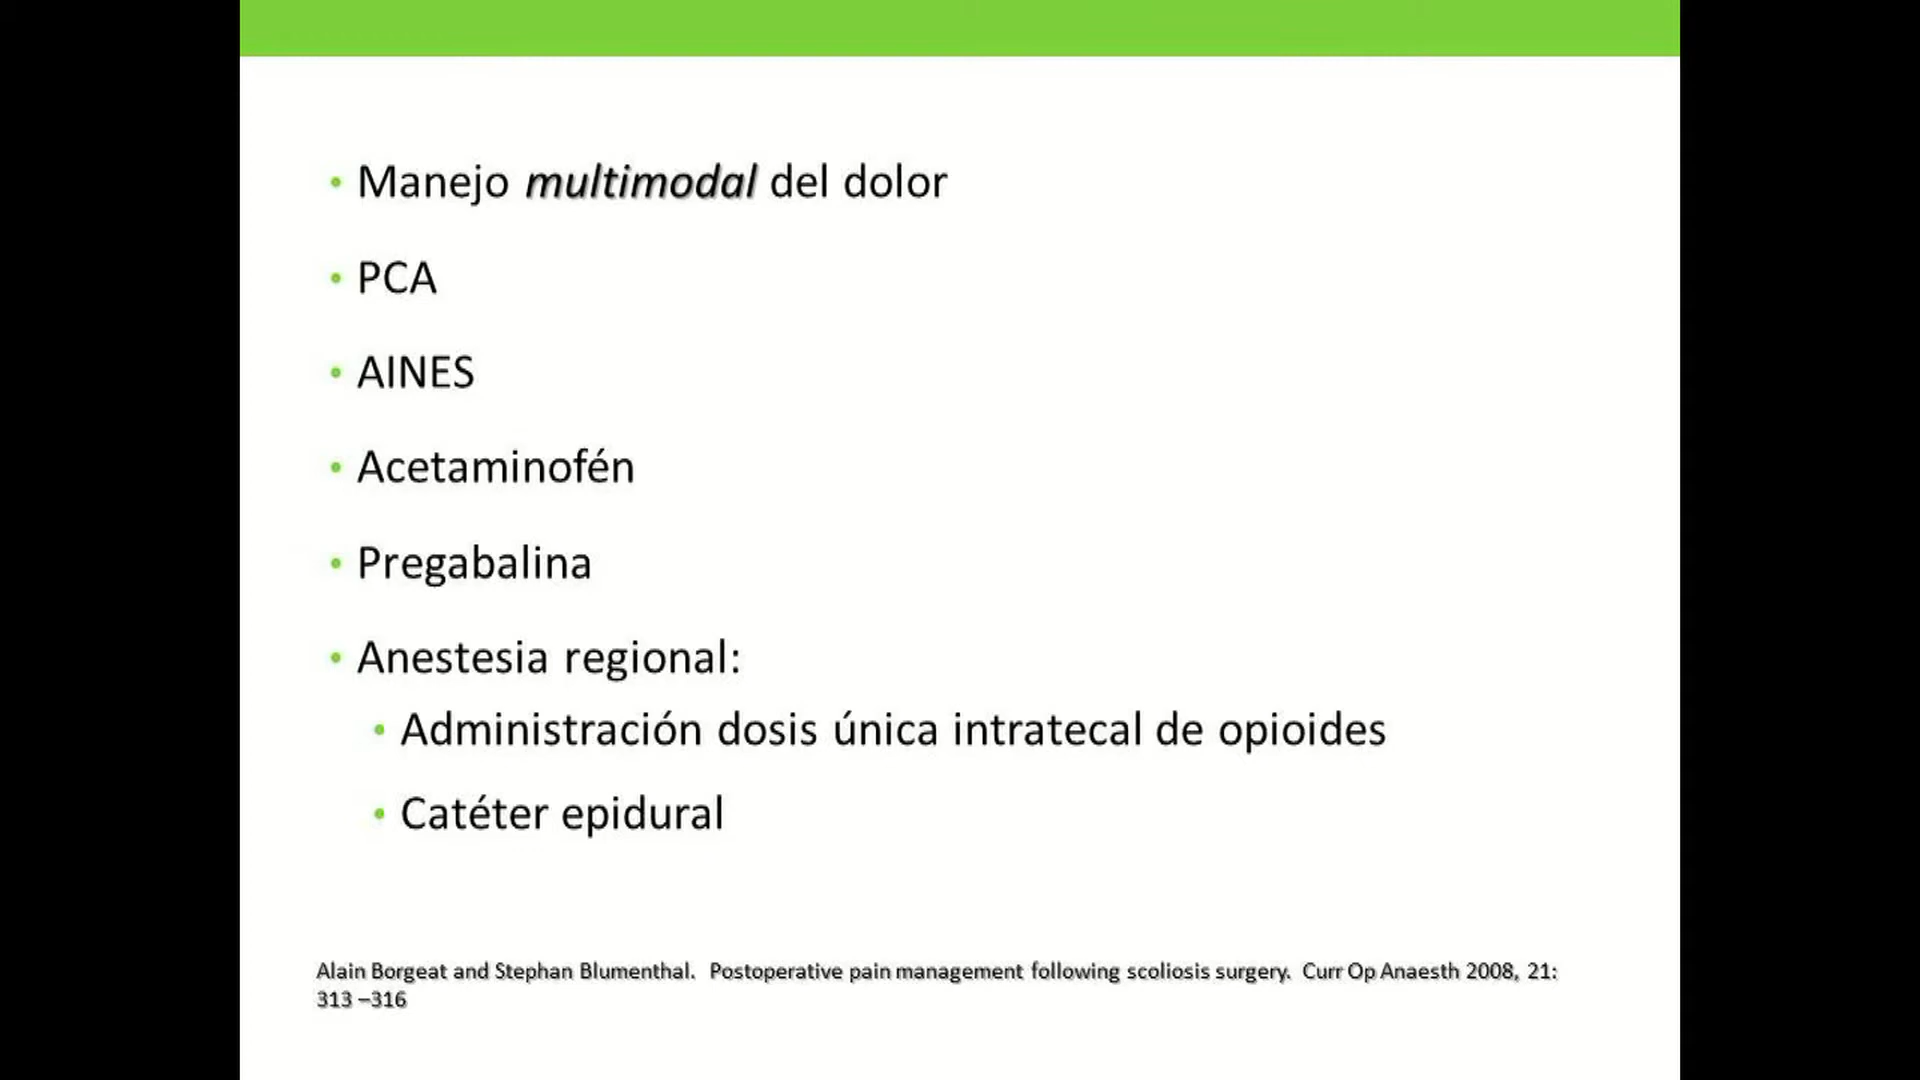 • Manejo multimodal del dolor
• PCA
• AINES
• Acetaminofén
• Pregabalina
• Anestesia regional:
• Administración dosis única intratecal de opioides
• Catéter epidural
Alain Borgeat and Stephan Blumenthal. Postoperative pain management following scoliosis surgery. Curr Op Anaesth 2008, 21:
313 –316